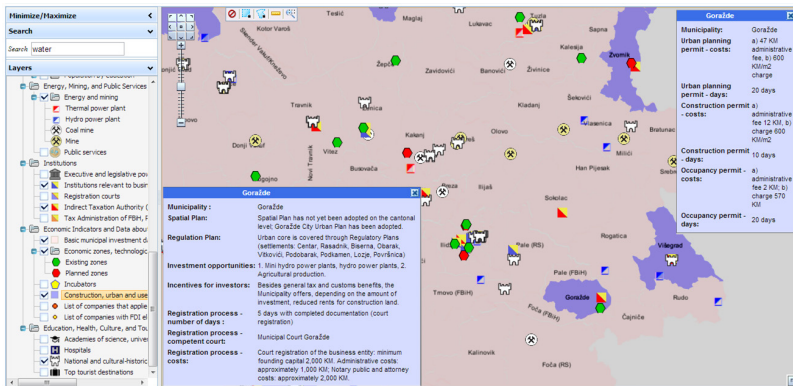 Minimize/Maximize
Search
Search water
Layers
Population by education
Energy, Mining, and Public Services
Energy and mining
Thermal power plant
Hydro power plant
Coal mine
Mine
Public services
Institutions
Executive and legislative pov
Institutions relevant to busin
Registration courts
Indirect Taxation Authority (
Tax Administration of FBiH, F
Economic Indicators and Data about
Basic municipal investment da
Economic zones, technologic
Existing zones
Planned zones
Incubators
Construction, urban and use
List of companies that applie
List of companies with FDI el
Education, Health, Culture, and Tou
Academies of science, univer
Hospitals
National and cultural-historic
Top tourist destinations
Kotor Varoš
Teslić
Maglaj
Lukavac
Tuzla
Sapna
Kalesija
Zvornik
Žepče
Zavidovići
Banovići
Živinice
Travnik
Zenica
Kladanj
Šekovići
Vlasenica
Bratunac
Donji Vakuf
Novi Travnik
Vitez
Kakanj
Olovo
Milići
Busovača
Han Pijesak
Bugojno
Breza
Ilijaš
Sokolac
Rogatica
Višegrad
Pale (RS)
Pale (FBiH)
Trnovo (FBiH)
Goražde
Rudo
Foča (FBiH)
Čajniče
Kalinovik
Foča (RS)
Goražde
Municipality : Goražde
Spatial Plan: Spatial Plan has not yet been adopted on the cantonal
level; Goražde City Urban Plan has been adopted.
Regulation Plan: Urban core is covered through Regulatory Plans
(settlements: Centar, Rasadnik, Biserna, Obarak,
Vitkovići, Podobarak, Podkamen, Lozje, Površnica)
Investment opportunities: 1. Mini hydro power plants, hydro power plants, 2.
Agricultural production.
Incentives for investors: Besides general tax and customs benefits, the
Municipality offers, depending on the amount of
investment, reduced rents for construction land.
Registration process - 5 days with completed documentation (court
number of days : registration)
Registration process - Municipal Court Goražde
competent court:
Registration process - Court registration of the business entity: minimum
costs: founding capital 2,000 KM. Administrative costs:
approximately 1,000 KM; Notary public and attorney
costs: approximately 2,000 KM.
Goražde
Municipality: Goražde
Urban planning a) 47 KM
permit - costs: administrative
fee, b) 600
KM/m2
charge
Urban planning 20 days
permit - days:
Construction permit a)
- costs: administrative
fee 12 KM, b)
charge 600
KM/m2
Construction permit 10 days
- days:
Occupancy permit - a)
costs: administrative
fee 2 KM; b)
charge 570
KM
Occupancy permit - 20 days
days: